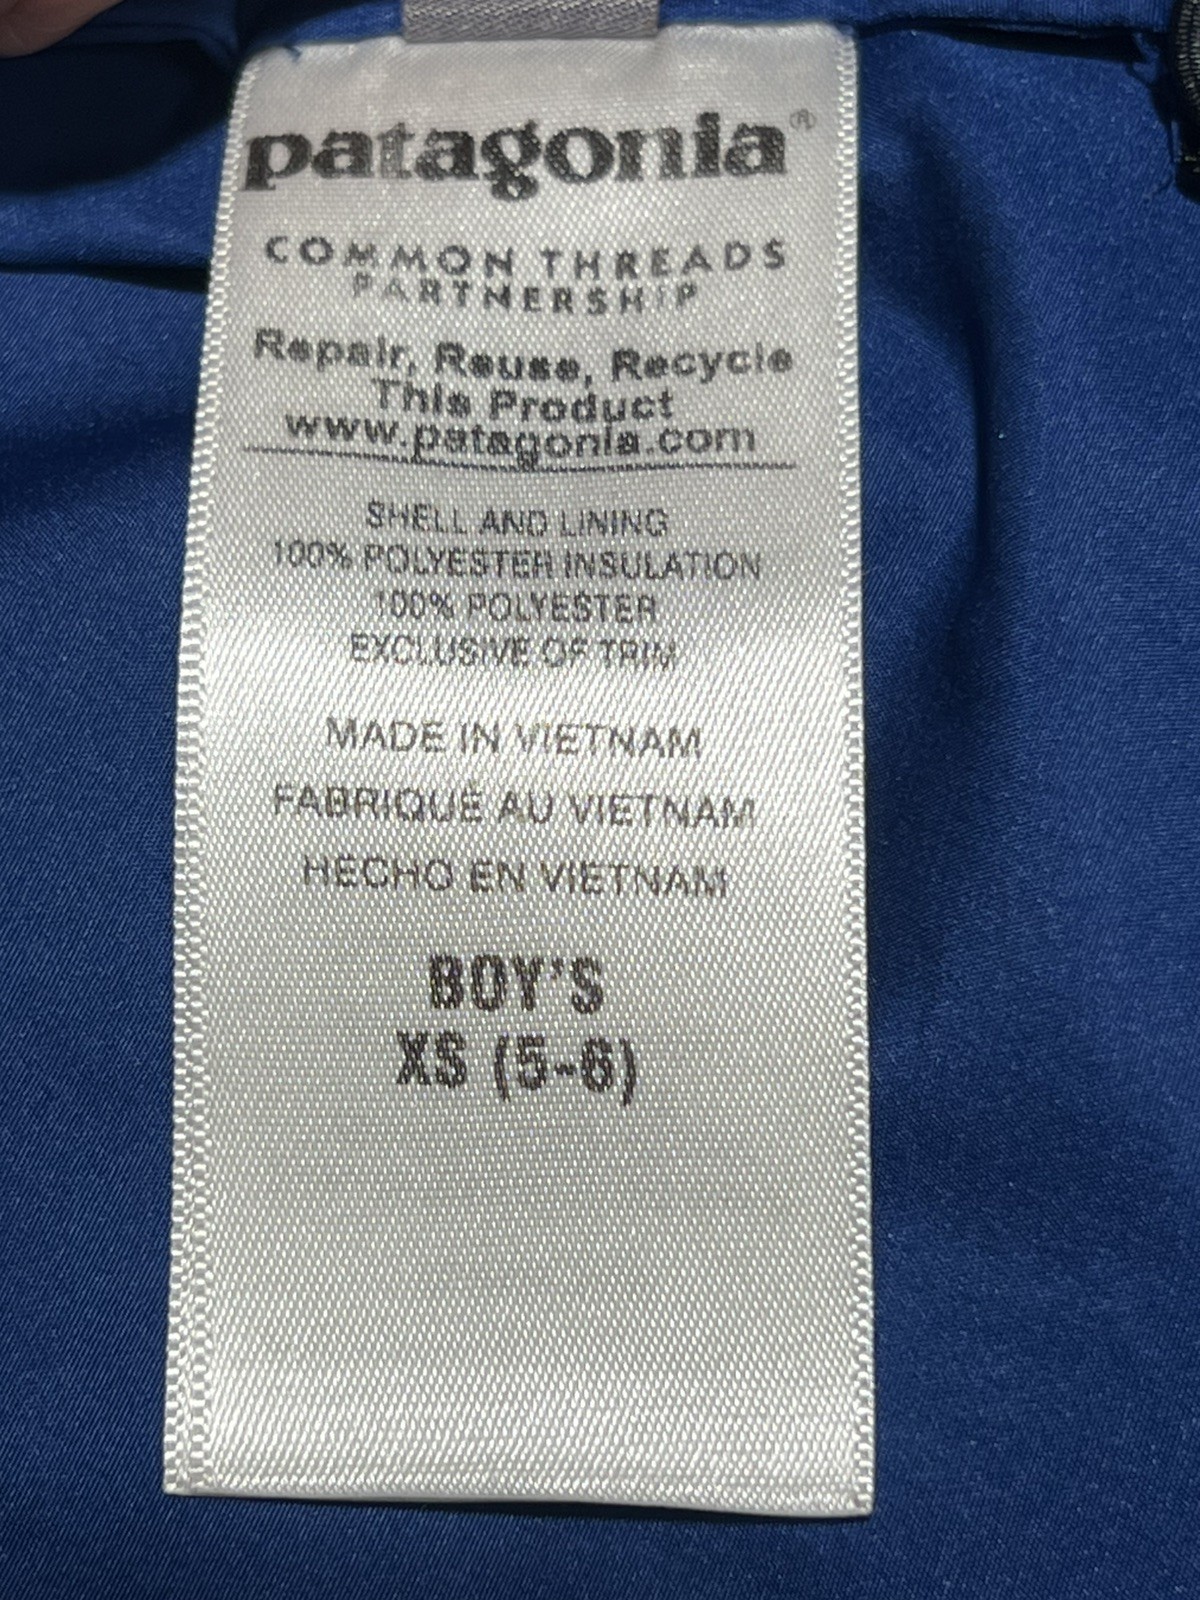 patagonia®
COMMON THREADS
PARTNERSHIP
Repair, Reuse, Recycle
This Product
www.patagonia.com
SHELL AND LINING
100% POLYESTER INSULATION
100% POLYESTER
EXCLUSIVE OF TRIM
MADE IN VIETNAM
FABRIQUÉ AU VIETNAM
HECHO EN VIETNAM
BOY'S
XS (5-6)